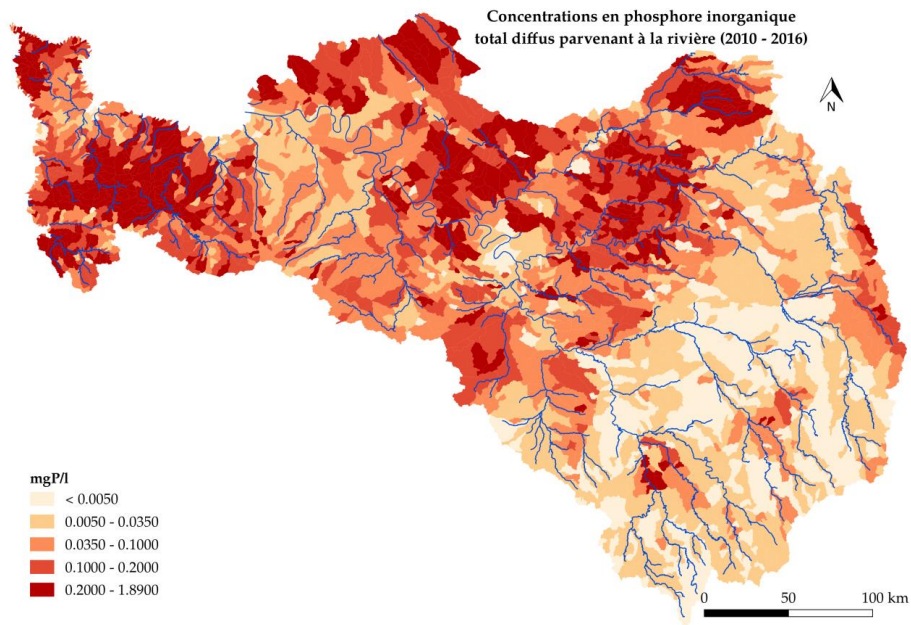 Concentrations en phosphore inorganique
total diffus parvenant à la rivière (2010 - 2016)
N
mgP/l
< 0.0050
0.0050 - 0.0350
0.0350 - 0.1000
0.1000 - 0.2000
0.2000 - 1.8900
0 50 100 km